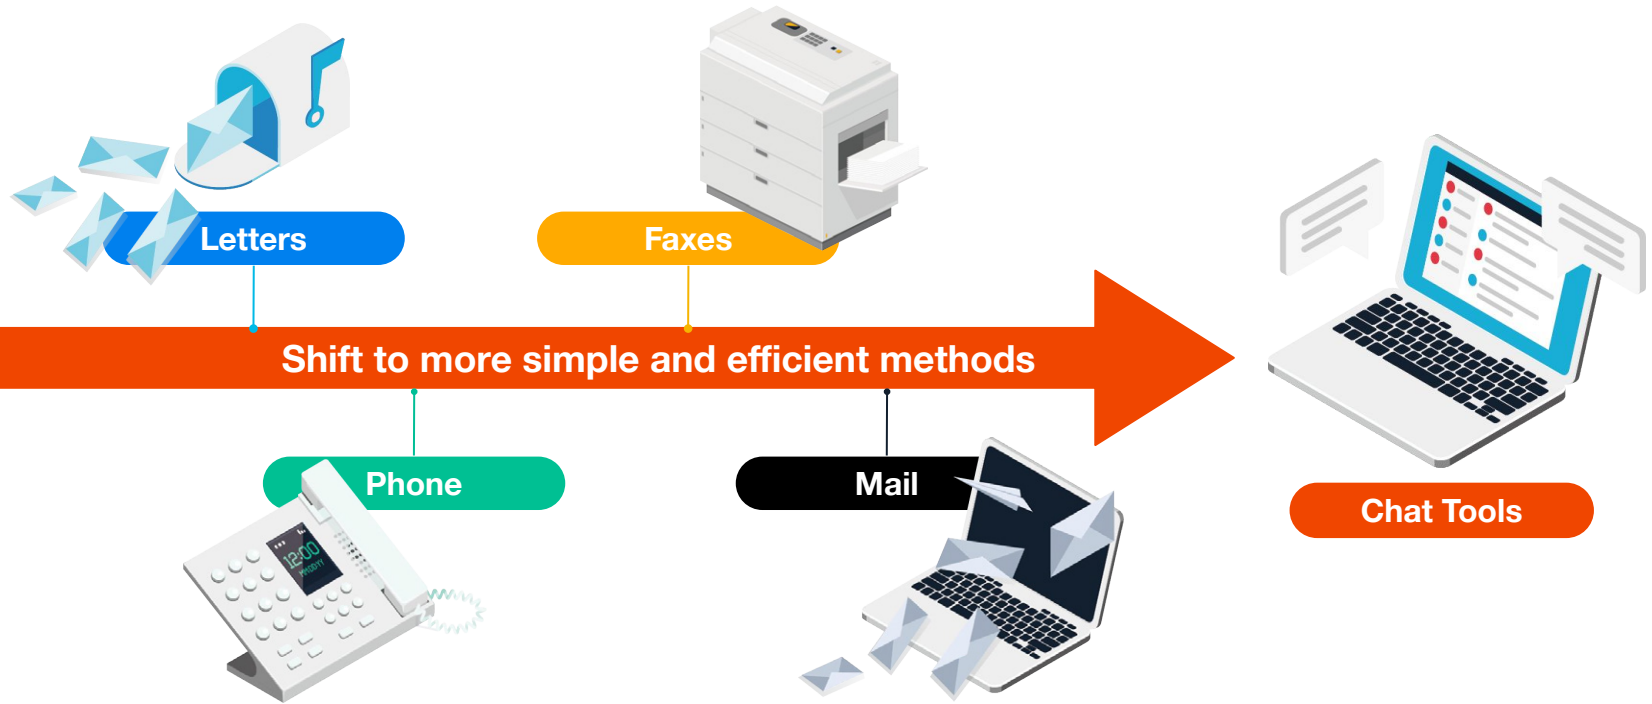 Letters
Faxes
Shift to more simple and efficient methods
Phone
Mail
Chat Tools
12:00